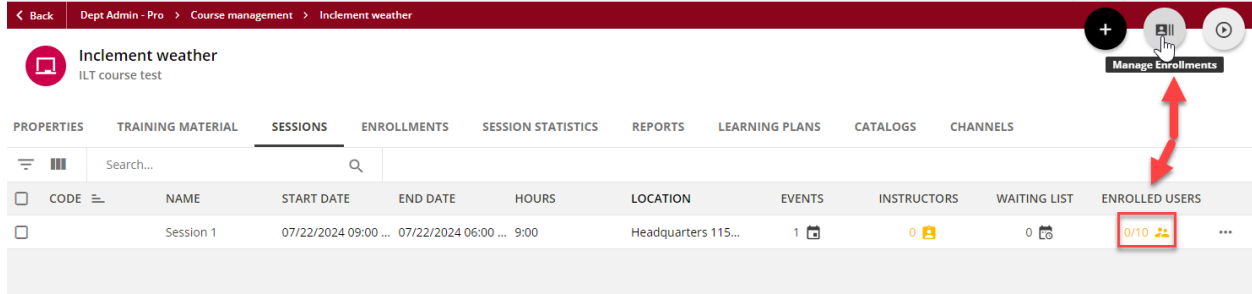 Back Dept Admin - Pro > Course management > Inclement weather
Inclement weather
ILT course test
Manage Enrollments
PROPERTIES TRAINING MATERIAL SESSIONS ENROLLMENTS SESSION STATISTICS REPORTS LEARNING PLANS CATALOGS CHANNELS
Search...
CODE NAME START DATE END DATE HOURS LOCATION EVENTS INSTRUCTORS WAITING LIST ENROLLED USERS
Session 1 07/22/2024 09:00 ... 07/22/2024 06:00 ... 9:00 Headquarters 115... 1 0 0 0/10